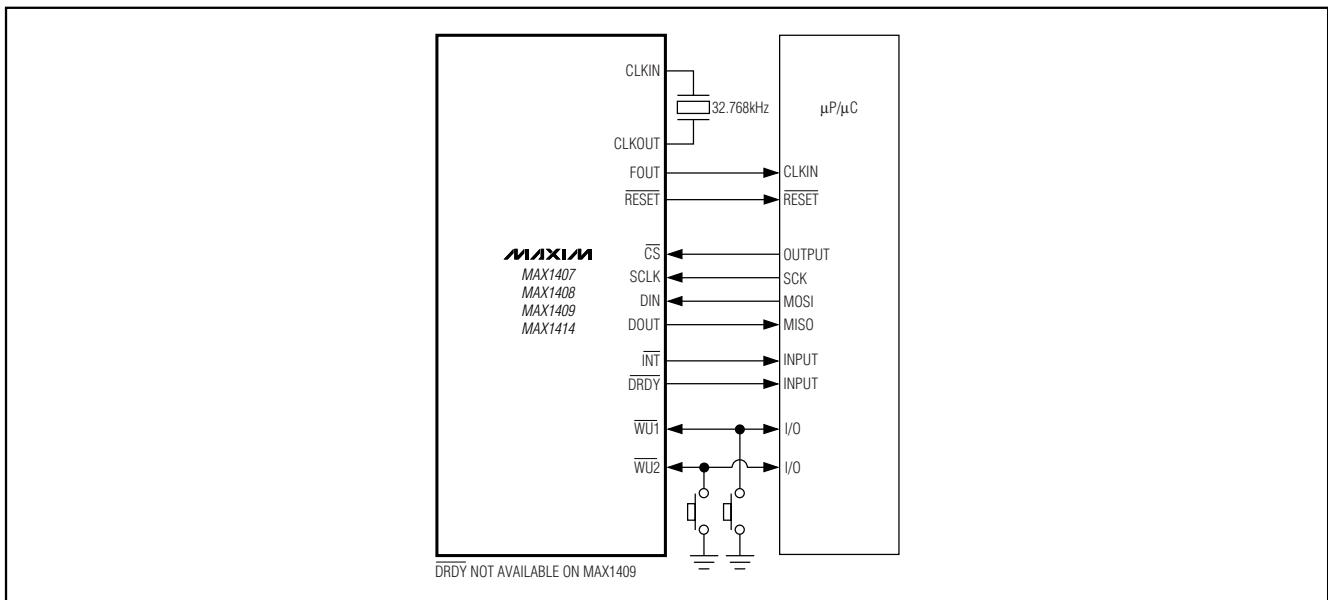 CLKIN
32.768kHz
μP/μC
CLKOUT
FOUT
CLKIN
RESET
RESET
MAXIM
MAX1407
MAX1408
MAX1409
MAX1414
CS
OUTPUT
SCLK
SCK
DIN
MOSI
DOUT
MISO
INT
INPUT
DRDY
INPUT
WU1
I/O
WU2
I/O
DRDY NOT AVAILABLE ON MAX1409